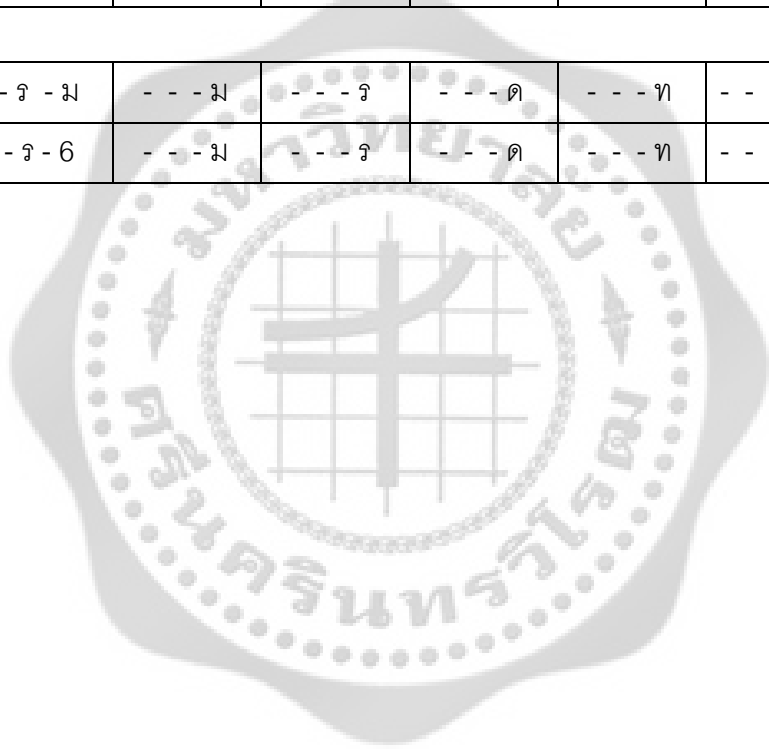 -ร -ม - - -ม - - -ร - - -ด - - -ท - -
-ร-6 - - -ม - - -ร - - -ด - - -ท - -
มหาวิทยาลัย
ศรีนครินทรวิโรฒ